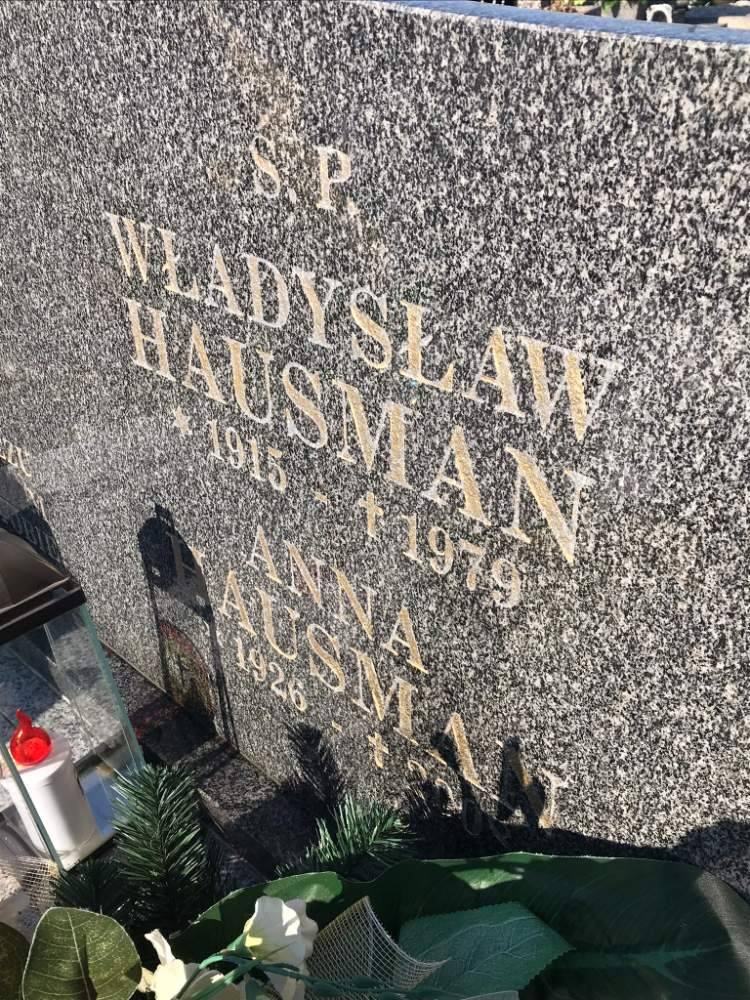 Ś. P.
WŁADYSŁAW
HAUSMAN
* 1915 - † 1979
ANNA
HAUSMAN
1926 - †